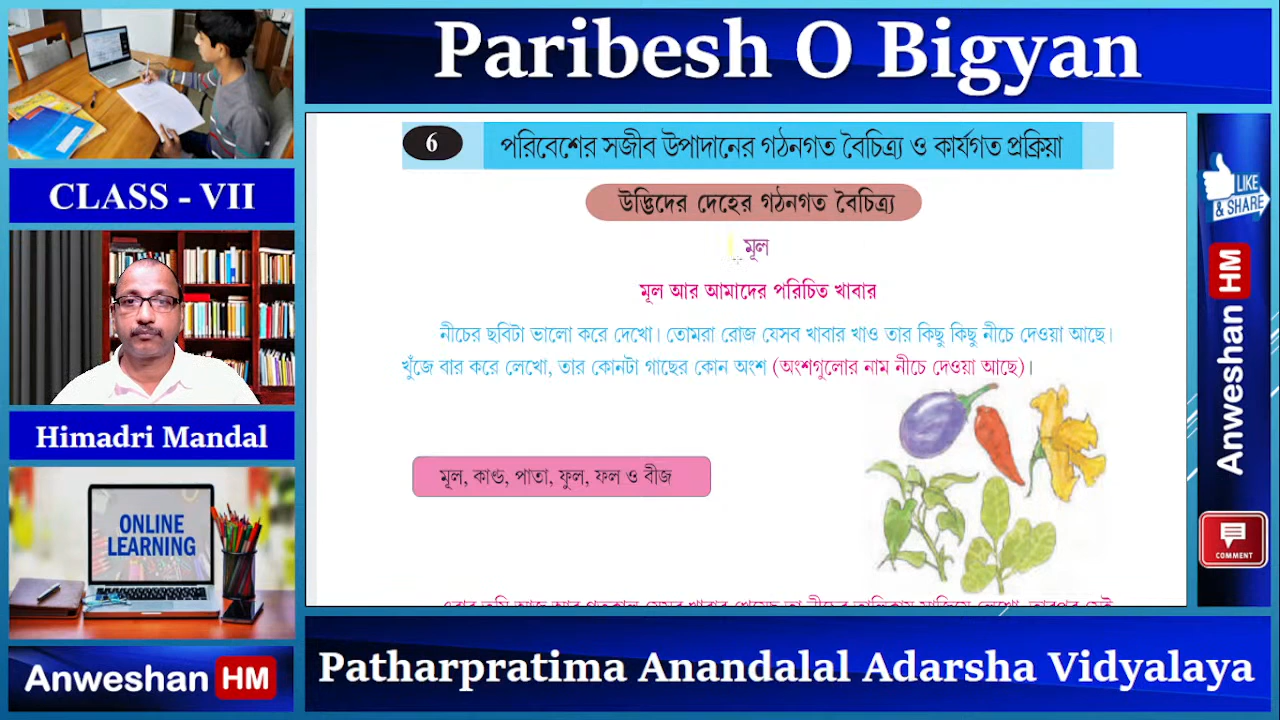 Paribesh O Bigyan
CLASS - VII
Himadri Mandal
ONLINE
LEARNING
Anweshan HM
6
পরিবেশের সজীব উপাদানের গঠনগত বৈচিত্র্য ও কার্যগত প্রক্রিয়া
উদ্ভিদের দেহের গঠনগত বৈচিত্র্য
মূল
মূল আর আমাদের পরিচিত খাবার
নীচের ছবিটা ভালো করে দেখো। তোমরা রোজ যেসব খাবার খাও তার কিছু কিছু নীচে দেওয়া আছে।
খুঁজে বার করে লেখো, তার কোনটা গাছের কোন অংশ (অংশগুলোর নাম নীচে দেওয়া আছে)।
মূল, কাণ্ড, পাতা, ফুল, ফল ও বীজ
LIKE
& SHARE
Anweshan HM
COMMENT
Patharpratima Anandalal Adarsha Vidyalaya